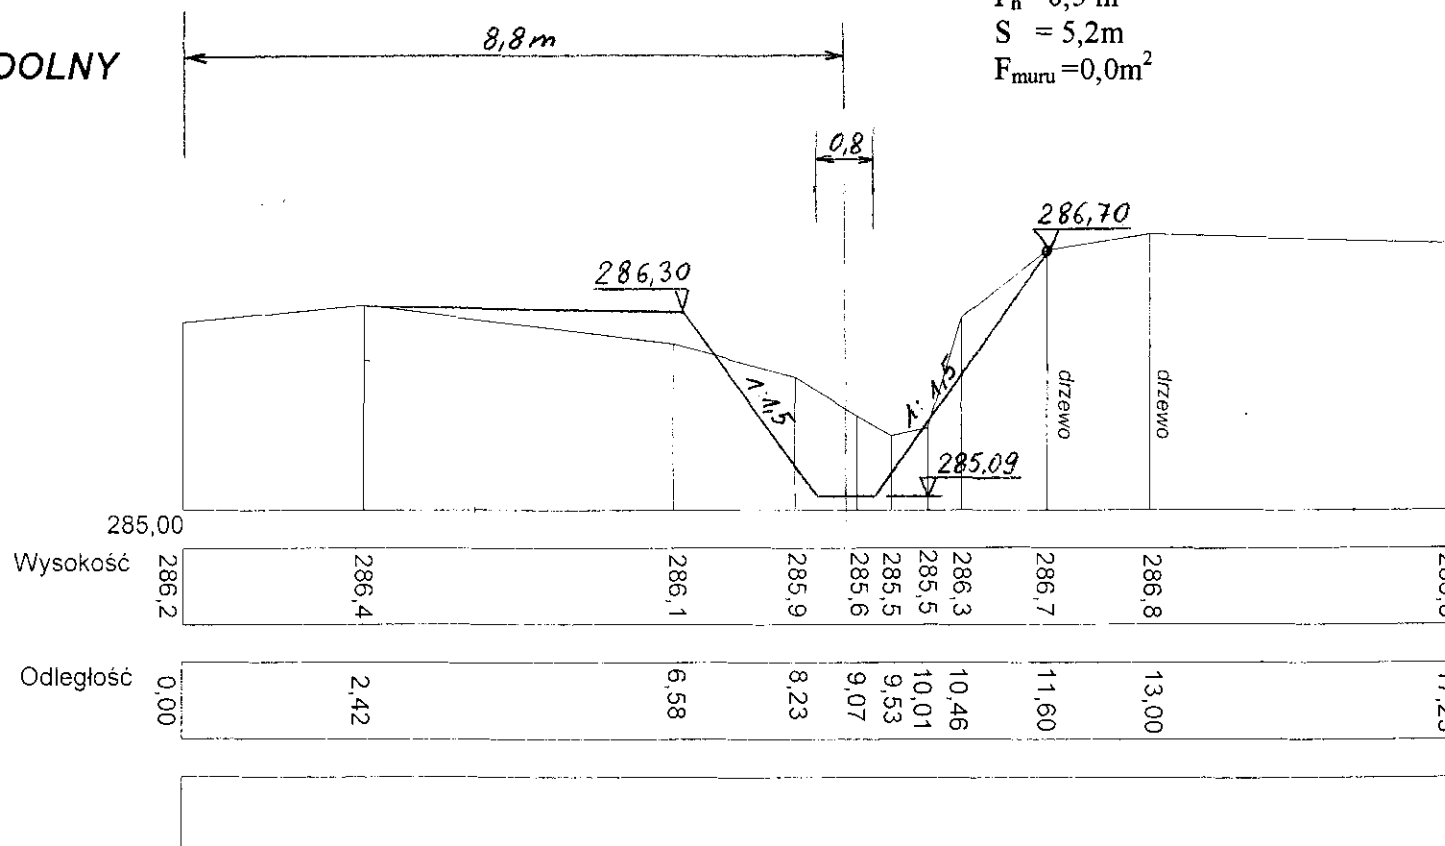 8,8m
S = 5,2m
DOLNY
Fmuru =0,0m²
0,8
286,70
286,30
1:1,5
1:1,5
drzewo
drzewo
285.09
285,00
Wysokość 286,2 286,4 286,1 285,9 285,6 285,5 285,5 286,3 286,7 286,8
Odległość 0,00 2,42 6,58 8,23 9,07 9,53 10,01 10,46 11,60 13,00